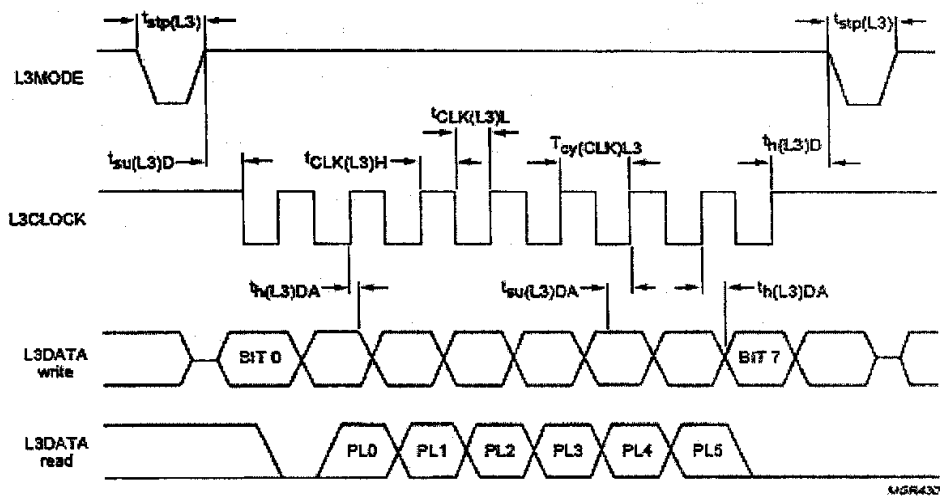 tstp(L3) tstp(L3)
L3MODE
tCLK(L3)L
tsu(L3)D tCLK(L3)H Tcy(CLK)L3 th(L3)D
L3CLOCK
th(L3)DA tsu(L3)DA th(L3)DA
L3DATA
write
BIT 0 BIT 7
L3DATA
read
PL0 PL1 PL2 PL3 PL4 PL5
MGR430